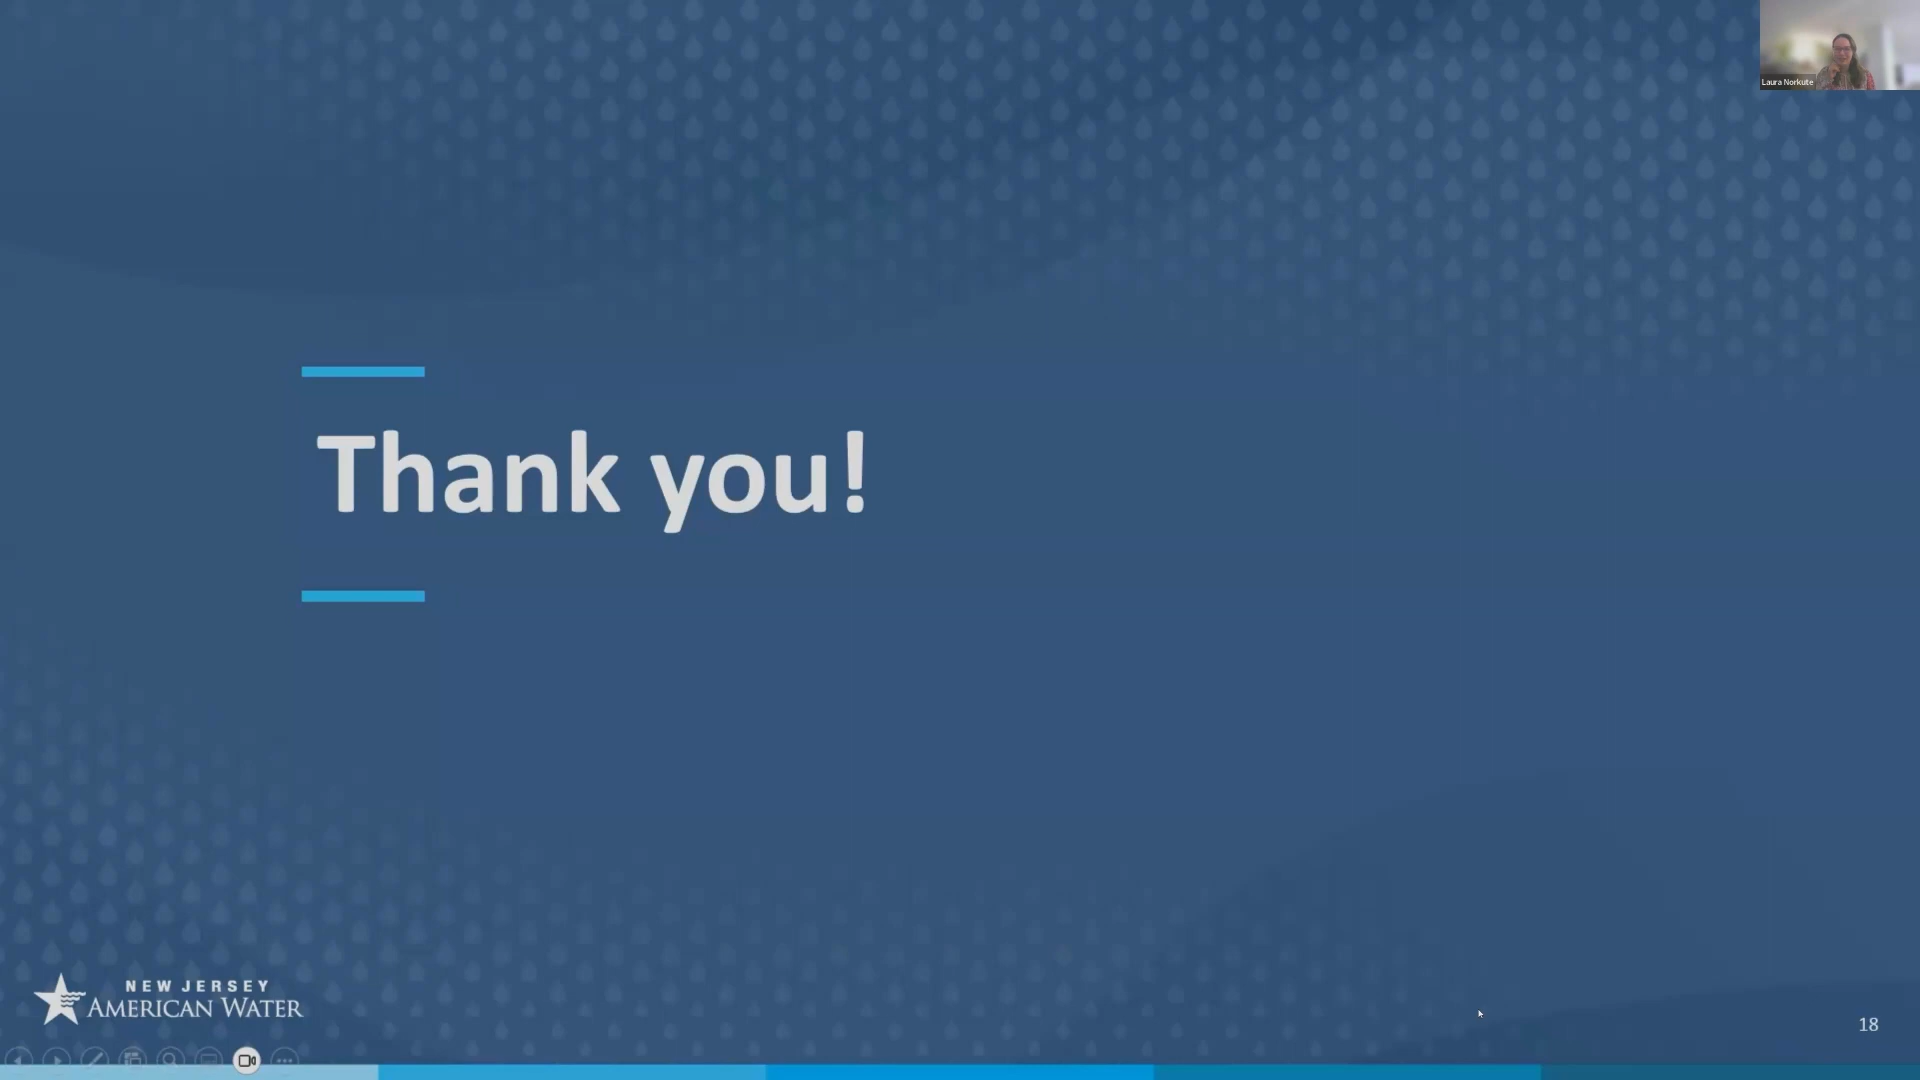 Laura Norkute
Thank you!
NEW JERSEY
AMERICAN WATER
18